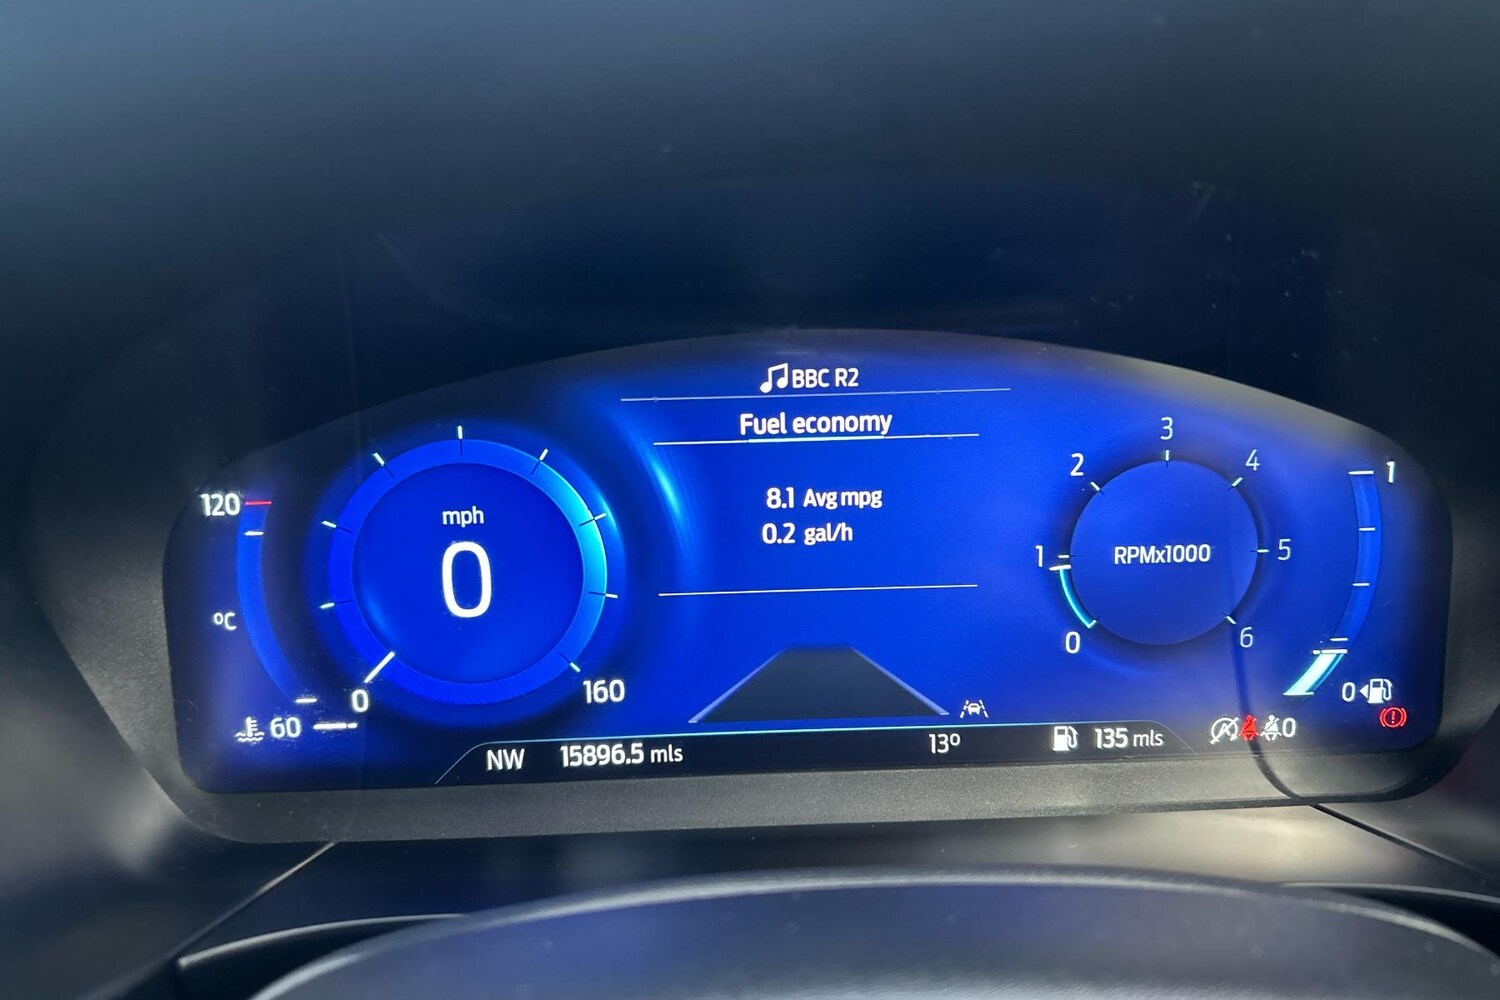 BBC R2
Fuel economy
8.1 Avg mpg
0.2 gal/h
120
°C
60
mph
0
0
160
0
1
2
3
4
5
6
RPMx1000
1
0
NW
15896.5 mls
13°
135 mls
0